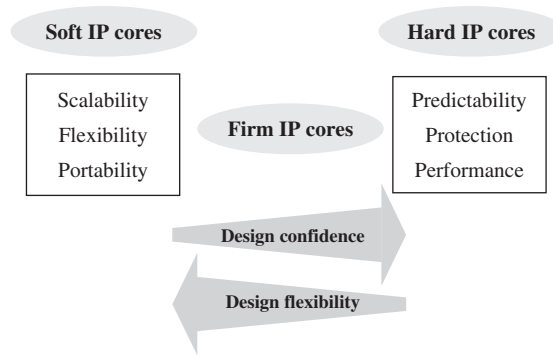 Soft IP cores
Hard IP cores
Scalability
Flexibility
Portability
Firm IP cores
Predictability
Protection
Performance
Design confidence
Design flexibility